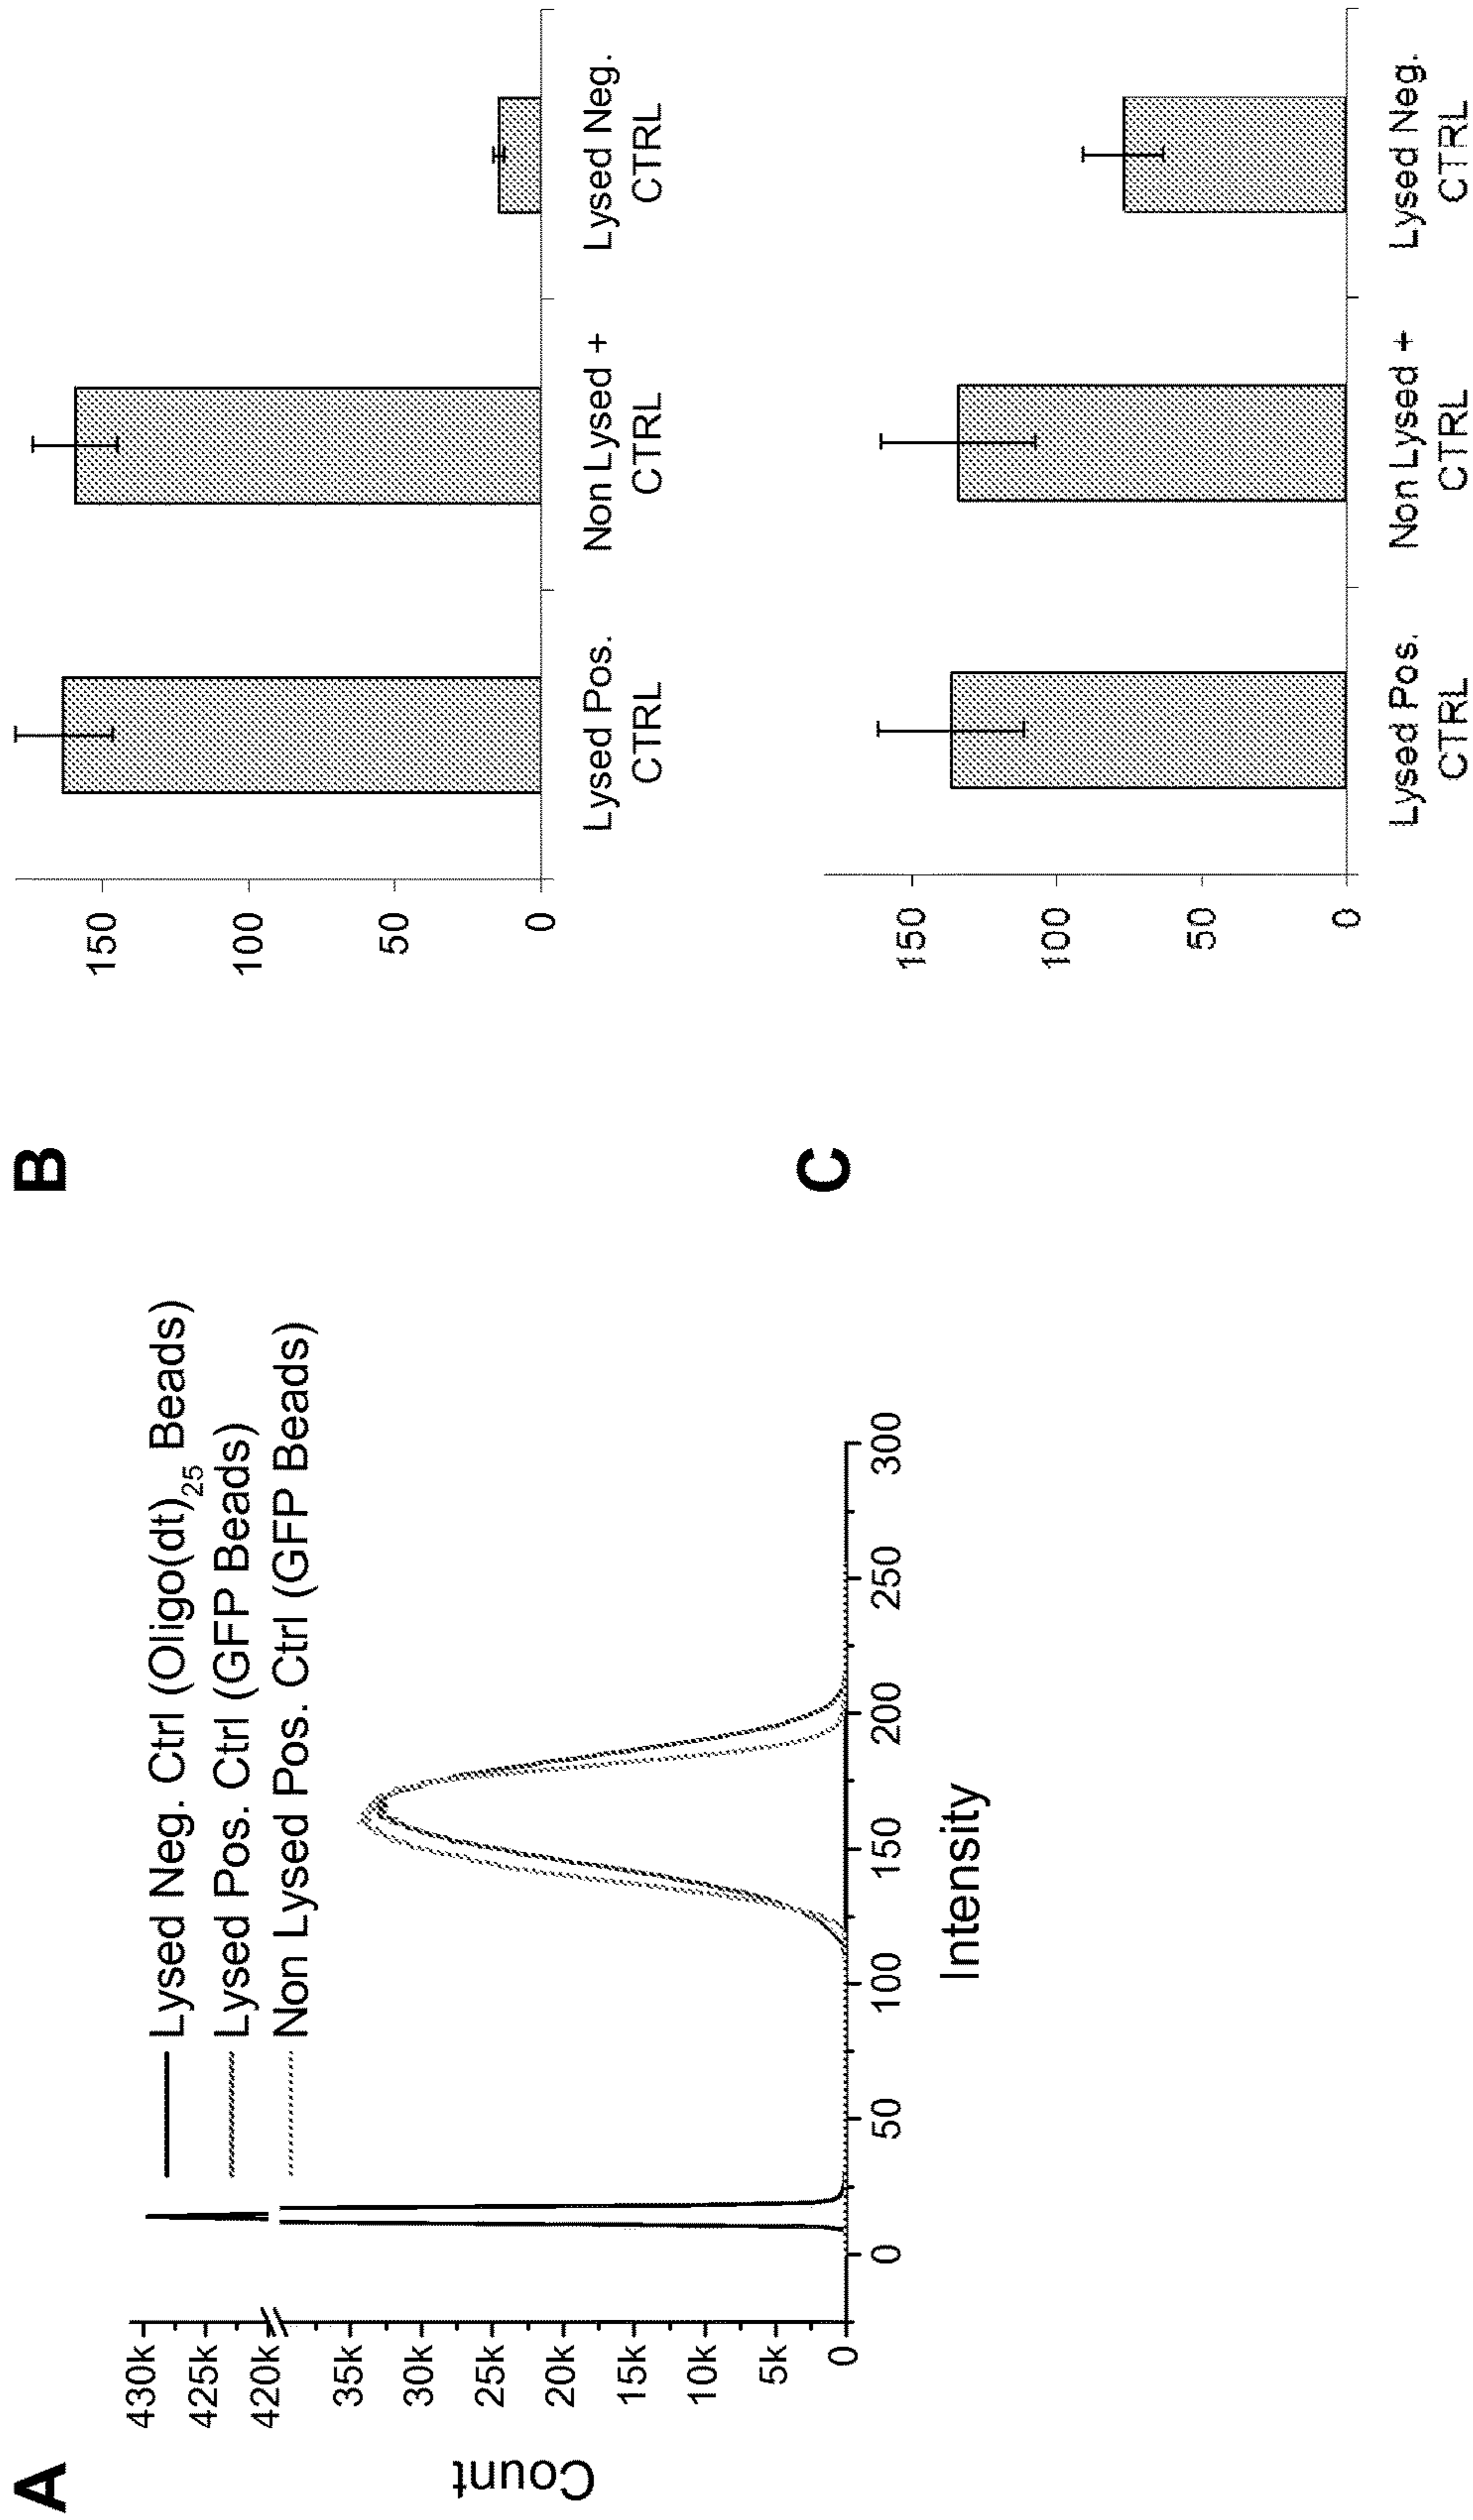 A
Count
430k
425k
420k
35k
30k
25k
20k
15k
10k
5k
0
0
50
100
150
200
250
300
Intensity
Lysed Neg. Ctrl (Oligo(dt)25 Beads)
Lysed Pos. Ctrl (GFP Beads)
Non Lysed Pos. Ctrl (GFP Beads)
B
150
100
50
0
Lysed Pos.
CTRL
Non Lysed +
CTRL
Lysed Neg.
CTRL
C
150
100
50
0
Lysed Pos.
CTRL
Non Lysed +
CTRL
Lysed Neg.
CTRL